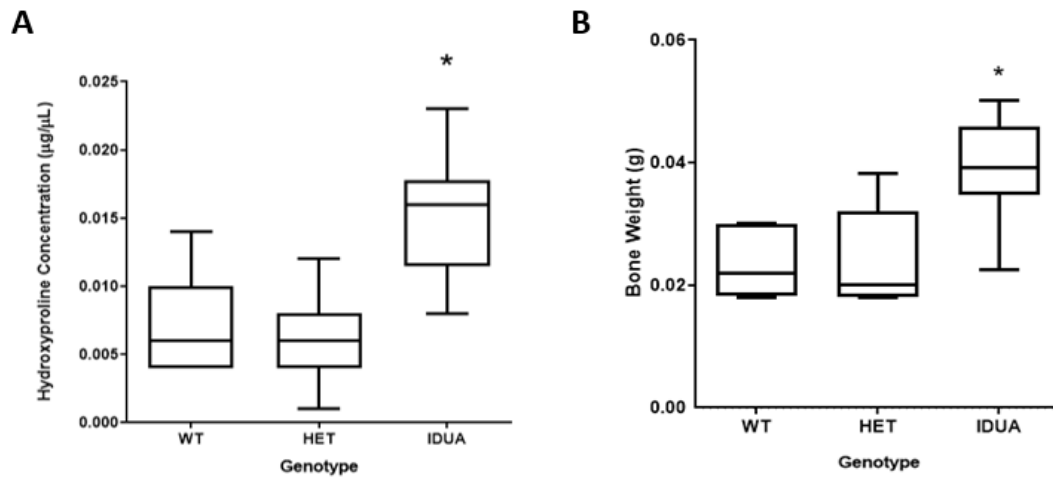 A
Hydroxyproline Concentration (µg/µL)
0.025
0.020
0.015
0.010
0.005
0.000
*
WT HET IDUA
Genotype
B
Bone Weight (g)
0.06
0.04
0.02
0.00
*
WT HET IDUA
Genotype